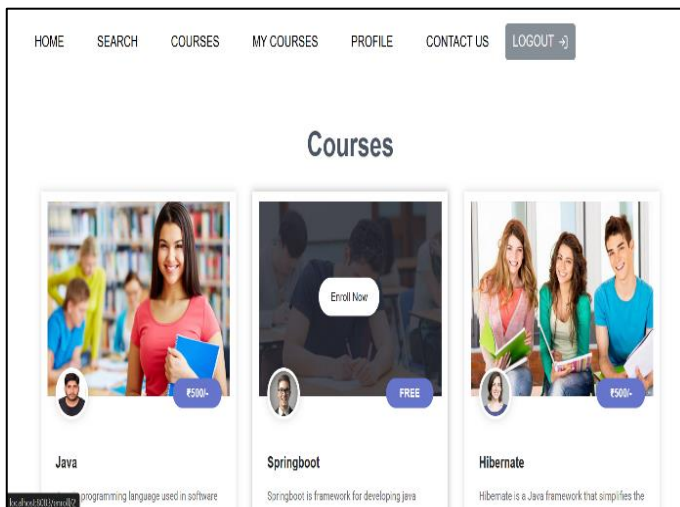 HOME SEARCH COURSES MY COURSES PROFILE CONTACT US LOGOUT
Courses
Enroll Now
₹500/- FREE ₹500/-
Java Springboot Hibernate
programming language used in software Springboot is framework for developing java Hibernate is a Java framework that simplifies the